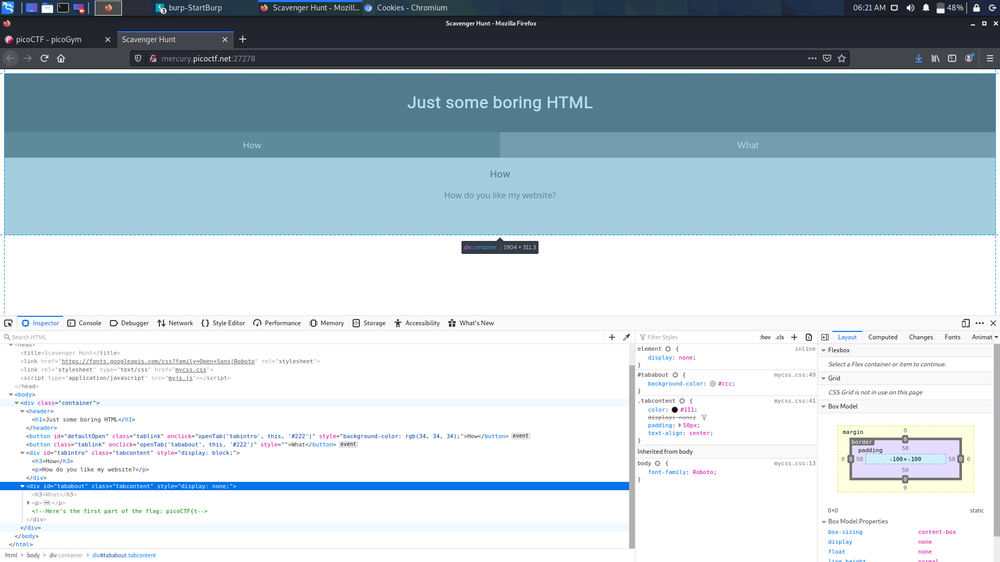 3 burp-StartBurp Scavenger Hunt - Mozill... Cookies - Chromium 06:21 AM 48%
Scavenger Hunt - Mozilla Firefox
picoCTF - picoGym Scavenger Hunt
mercury.picoctf.net:27278
Just some boring HTML
How What
How
How do you like my website?
div.container 1904 × 311.3
Inspector Console Debugger Network Style Editor Performance Memory Storage Accessibility What's New
Search HTML
<head>
<title>Scavenger Hunt</title>
<link href="https://fonts.googleapis.com/css?family=Open+Sans|Roboto" rel="stylesheet">
<link rel="stylesheet" type="text/css" href="mycss.css">
<script type="application/javascript" src="myjs.js"></script>
</head>
<body>
<div class="container">
<header>
<h1>Just some boring HTML</h1>
</header>
<button id="defaultOpen" class="tablink" onclick="openTab('tabintro', this, '#222')" style="background-color: rgb(34, 34, 34);">How</button> event
<button class="tablink" onclick="openTab('tababout', this, '#222')" style="">What</button> event
<div id="tabintro" class="tabcontent" style="display: block;">
<h3>How</h3>
<p>How do you like my website?</p>
</div>
<div id="tababout" class="tabcontent" style="display: none;">
<h3>What</h3>
<p>…</p>
<!--Here's the first part of the flag: picoCTF{t-->
</div>
</div>
</body>
</html>
html > body > div.container > div#tababout.tabcontent
Filter Styles :hov .cls
element { inline
display: none;
}
#tababout { mycss.css:49
background-color: #ccc;
}
.tabcontent { mycss.css:41
color: #111;
display: none;
padding: 50px;
text-align: center;
}
Inherited from body
body { mycss.css:13
font-family: Roboto;
}
Layout Computed Changes Fonts Animat
Flexbox
Select a Flex container or item to continue.
Grid
CSS Grid is not in use on this page
Box Model
margin 0
border 0
padding 50
0 0 50 -100×-100 50 0 0
50
0
0
0×0 static
Box Model Properties
box-sizing content-box
display none
float none
line-height normal